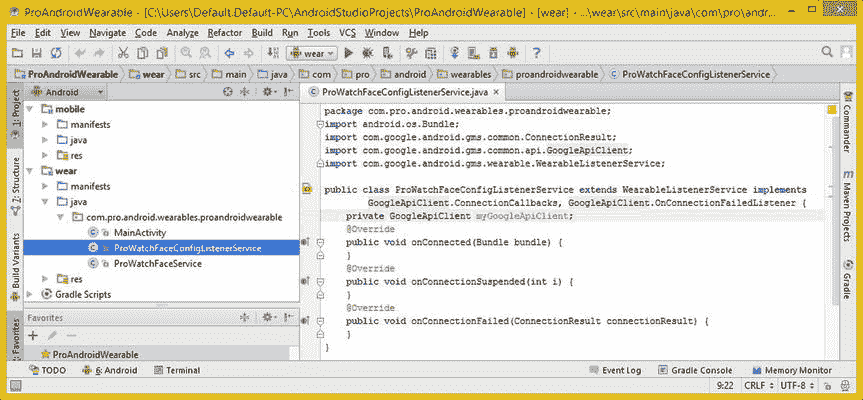 ProAndroidWearable - [C:\Users\Default.Default-PC\AndroidStudioProjects\ProAndroidWearable] - [wear] - ...\wear\src\main\java\com\pro\andr...
File Edit View Navigate Code Analyze Refactor Build Run Tools VCS Window Help
wear
ProAndroidWearable wear src main java com pro android wearables proandroidwearable ProWatchFaceConfigListenerService
1: Project
Z: Structure
Build Variants
2: Favorites
Android
mobile
manifests
java
res
wear
manifests
java
com.pro.android.wearables.proandroidwearable
MainActivity
ProWatchFaceConfigListenerService
ProWatchFaceService
res
Gradle Scripts
Favorites
ProAndroidWearable
ProWatchFaceConfigListenerService.java
package com.pro.android.wearables.proandroidwearable;
import android.os.Bundle;
import com.google.android.gms.common.ConnectionResult;
import com.google.android.gms.common.api.GoogleApiClient;
import com.google.android.gms.wearable.WearableListenerService;
public class ProWatchFaceConfigListenerService extends WearableListenerService implements
GoogleApiClient.ConnectionCallbacks, GoogleApiClient.OnConnectionFailedListener {
private GoogleApiClient myGoogleApiClient;
@Override
public void onConnected(Bundle bundle) {
}
@Override
public void onConnectionSuspended(int i) {
}
@Override
public void onConnectionFailed(ConnectionResult connectionResult) {
}
}
Commander
Maven Projects
Gradle
TODO 6: Android Terminal Event Log Gradle Console Memory Monitor
9:22 CRLF UTF-8